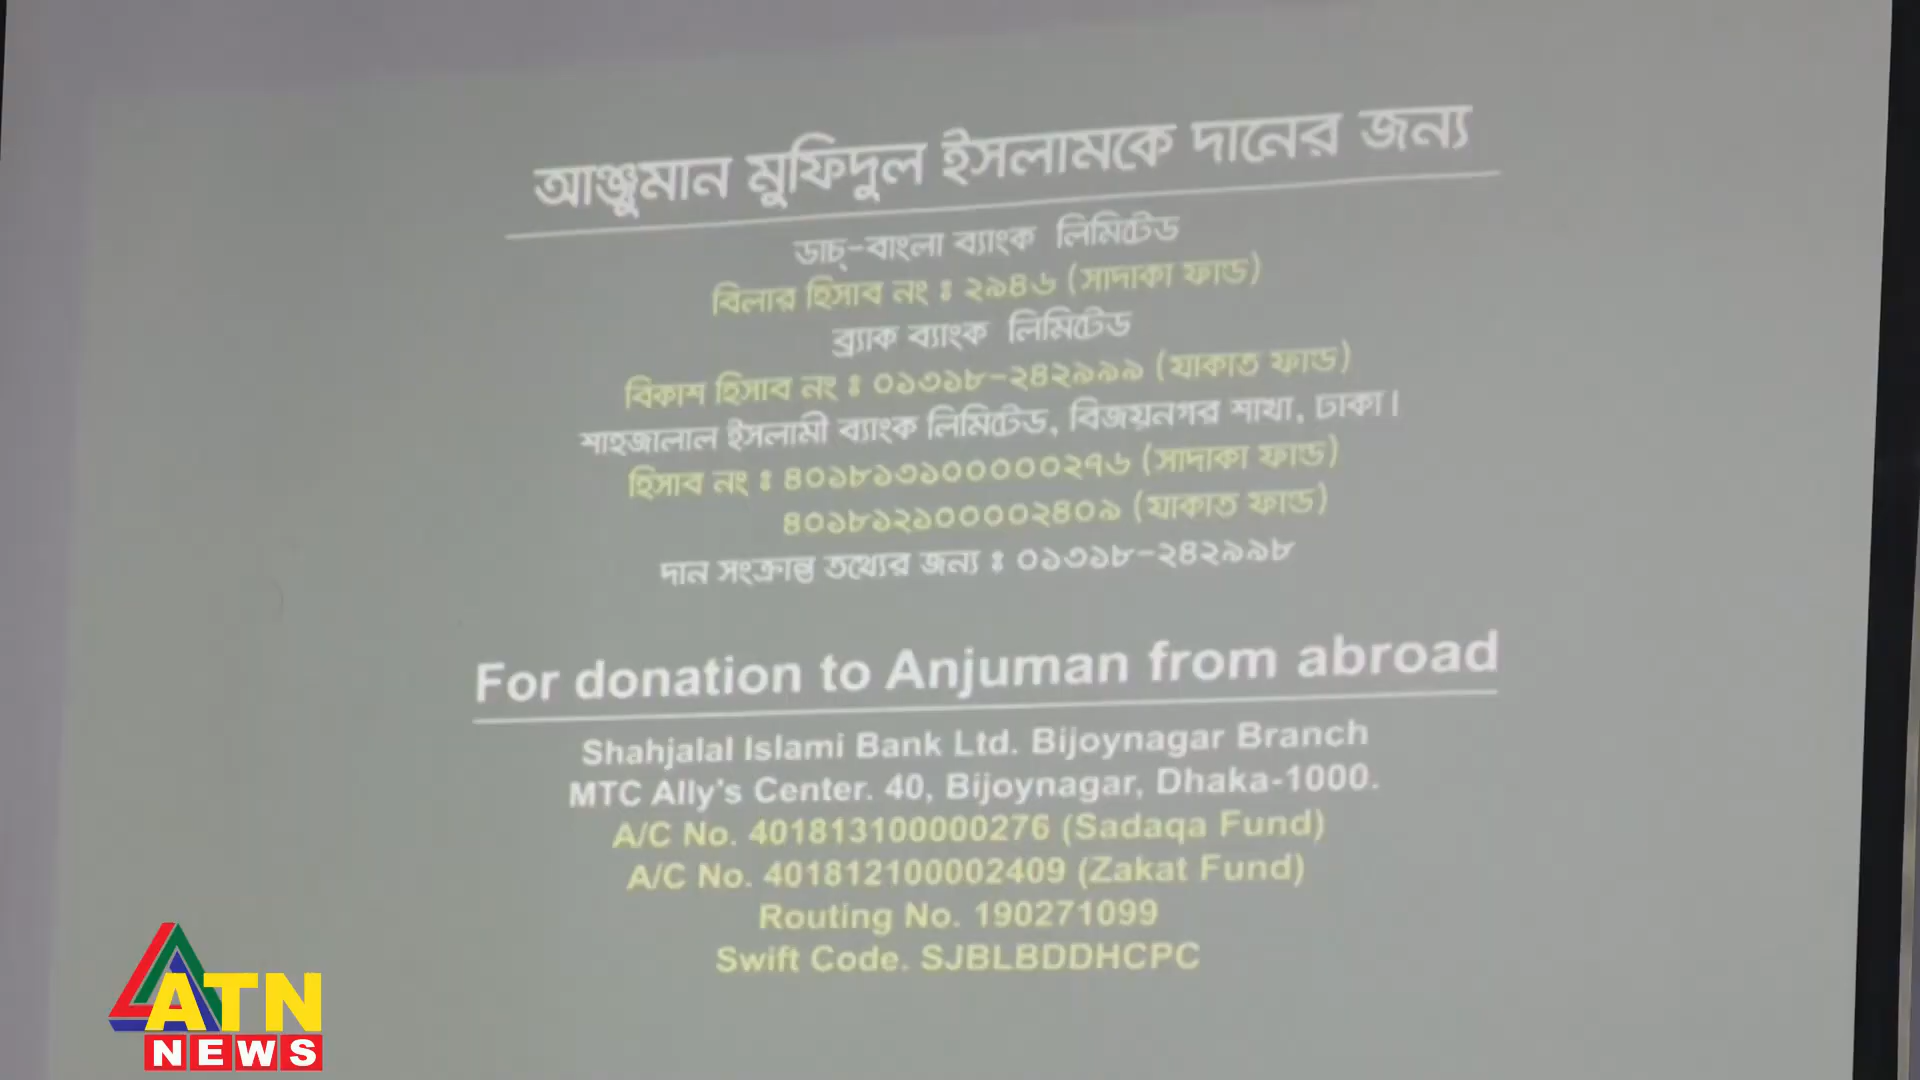 আঞ্জুমান মুফিদুল ইসলামকে দানের জন্য
ডাচ্-বাংলা ব্যাংক লিমিটেড
বিলার হিসাব নং ঃ ২৯৪৬ (সাদাকা ফান্ড)
ব্র্যাক ব্যাংক লিমিটেড
বিকাশ হিসাব নং ঃ ০১৩১৮-২৪২৯৯৯ (যাকাত ফান্ড)
শাহজালাল ইসলামী ব্যাংক লিমিটেড, বিজয়নগর শাখা, ঢাকা।
হিসাব নং ঃ ৪০১৮১৩১০০০০০২৭৬ (সাদাকা ফান্ড)
৪০১৮১২১০০০০২৪০৯ (যাকাত ফান্ড)
দান সংক্রান্ত তথ্যের জন্য ঃ ০১৩১৮-২৪২৯৯৮
For donation to Anjuman from abroad
Shahjalal Islami Bank Ltd. Bijoynagar Branch
MTC Ally's Center. 40, Bijoynagar, Dhaka-1000.
A/C No. 401813100000276 (Sadaqa Fund)
A/C No. 401812100002409 (Zakat Fund)
Routing No. 190271099
Swift Code. SJBLBDDHCPC
ATN
NEWS